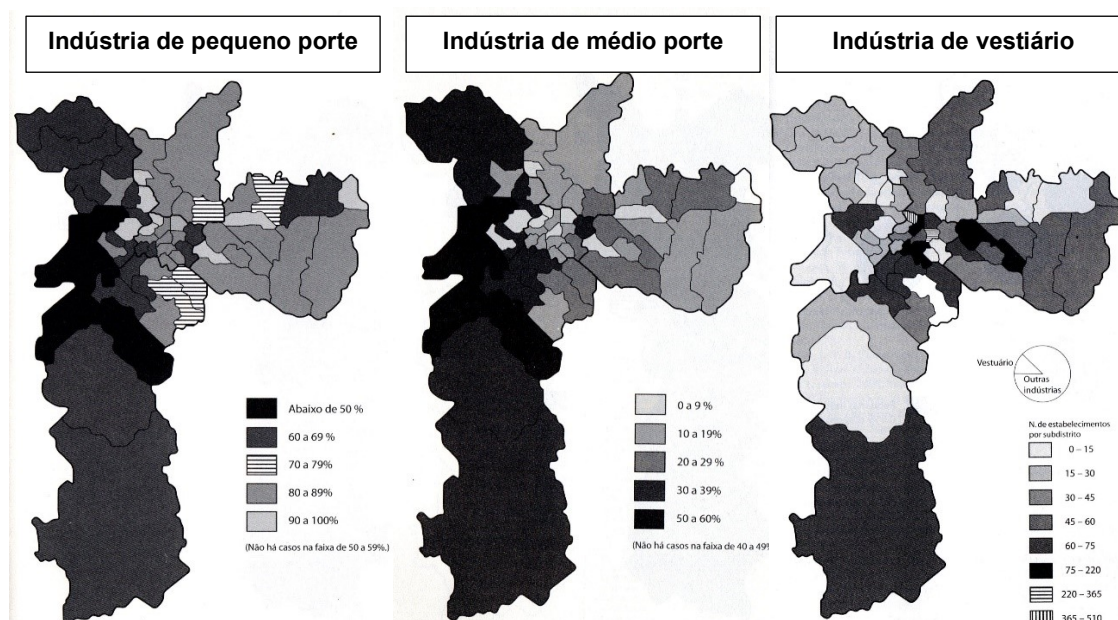 Indústria de pequeno porte
Indústria de médio porte
Indústria de vestiário
Abaixo de 50 %
60 a 69 %
70 a 79%
80 a 89%
90 a 100%
(Não há casos na faixa de 50 a 59%.)
0 a 9 %
10 a 19%
20 a 29 %
30 a 39%
50 a 60%
(Não há casos na faixa de 40 a 49%
Vestuário
Outras
indústrias
N. de estabelecimentos
por subdistrito
0 – 15
15 – 30
30 – 45
45 – 60
60 – 75
75 – 220
220 – 365
365 – 510